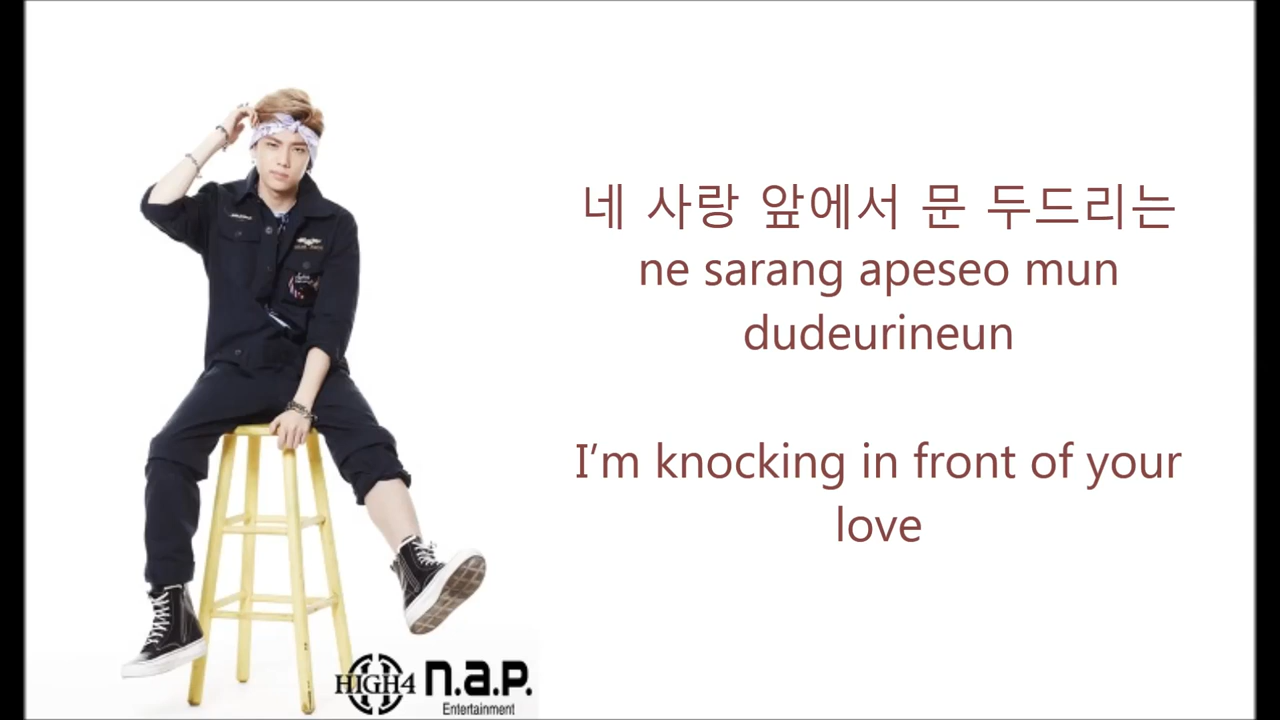 네 사랑 앞에서 문 두드리는
ne sarang apeseo mun
dudeurineun
I'm knocking in front of your
love
HIGH4 n.a.p.
Entertainment